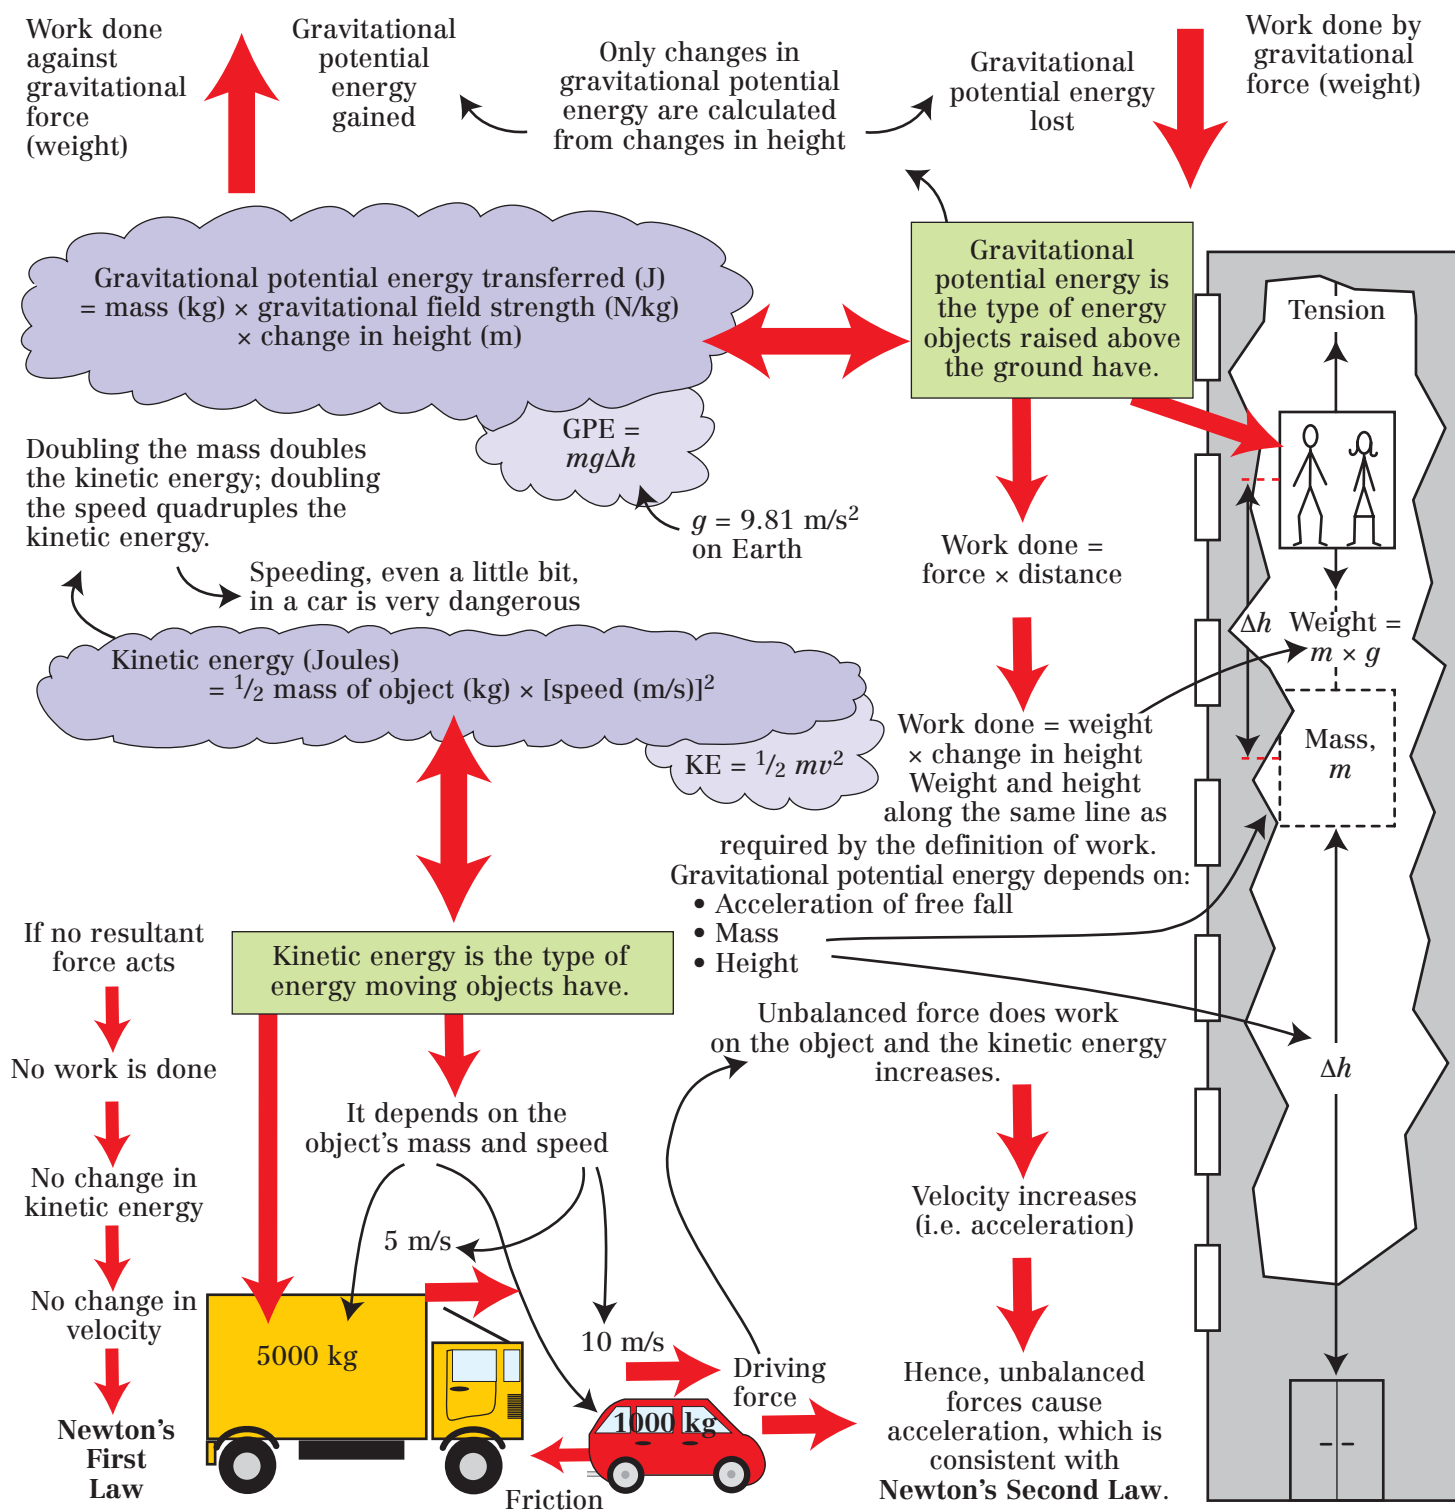 Work done
against
gravitational
force
(weight)
Gravitational
potential
energy
gained
Only changes in
gravitational potential
energy are calculated
from changes in height
Gravitational
potential energy
lost
Work done by
gravitational
force (weight)
Gravitational potential energy transferred (J)
= mass (kg) × gravitational field strength (N/kg)
× change in height (m)
GPE =
mgΔh
g = 9.81 m/s²
on Earth
Gravitational
potential energy is
the type of energy
objects raised above
the ground have.
Tension
Doubling the mass doubles
the kinetic energy; doubling
the speed quadruples the
kinetic energy.
Speeding, even a little bit,
in a car is very dangerous
Work done =
force × distance
Δh
Weight =
m × g
Kinetic energy (Joules)
= ½ mass of object (kg) × [speed (m/s)]²
KE = ½ mv²
Work done = weight
× change in height
Weight and height
along the same line as
required by the definition of work.
Mass,
m
Gravitational potential energy depends on:
• Acceleration of free fall
• Mass
• Height
Δh
If no resultant
force acts
No work is done
No change in
kinetic energy
No change in
velocity
Newton's
First
Law
Kinetic energy is the type of
energy moving objects have.
It depends on the
object's mass and speed
5 m/s
5000 kg
10 m/s
1000 kg
Driving
force
Friction
Unbalanced force does work
on the object and the kinetic energy
increases.
Velocity increases
(i.e. acceleration)
Hence, unbalanced
forces cause
acceleration, which is
consistent with
Newton's Second Law.